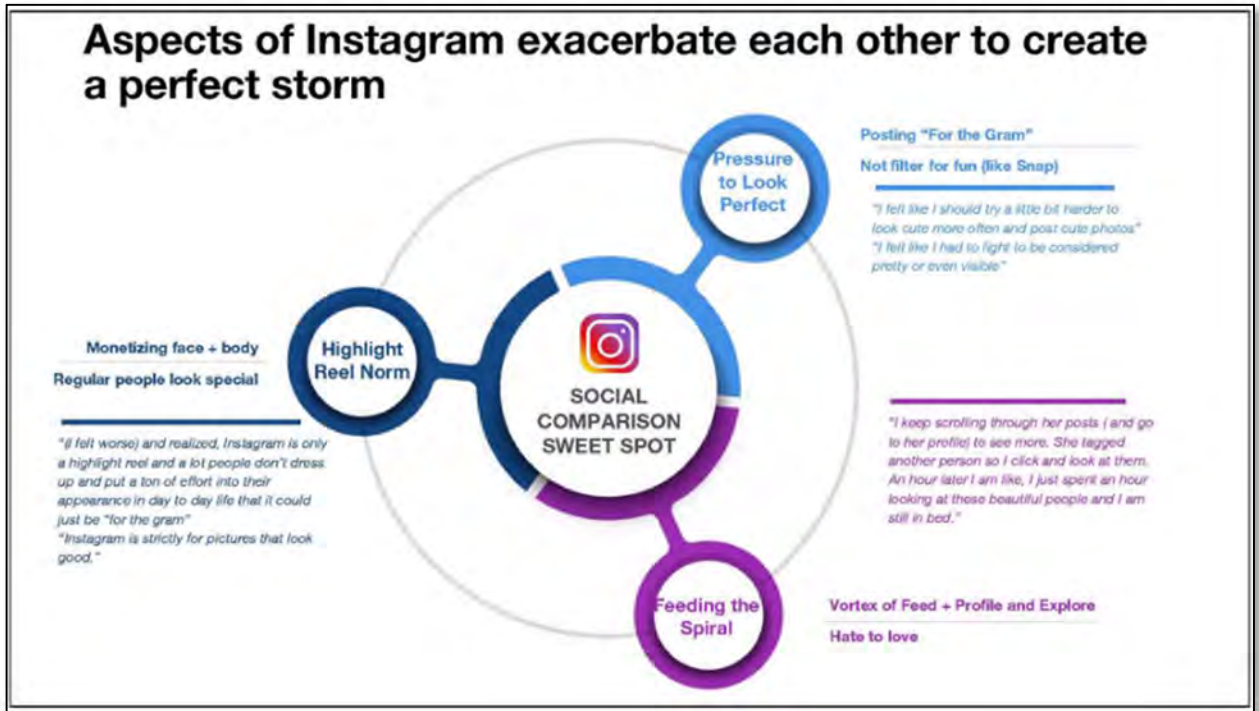 Aspects of Instagram exacerbate each other to create
a perfect storm
Pressure
to Look
Perfect
Posting “For the Gram”
Not filter for fun (like Snap)
"I felt like I should try a little bit harder to
look cute more often and post cute photos"
"I felt like I had to fight to be considered
pretty or even visible"
Highlight
Reel Norm
Monetizing face + body
Regular people look special
"(I felt worse) and realized, Instagram is only
a highlight reel and a lot people don't dress
up and put a ton of effort into their
appearance in day to day life that it could
just be "for the gram"
"Instagram is strictly for pictures that look
good."
SOCIAL
COMPARISON
SWEET SPOT
"I keep scrolling through her posts (and go
to her profile) to see more. She tagged
another person so I click and look at them.
An hour later I am like, I just spent an hour
looking at these beautiful people and I am
still in bed."
Feeding the
Spiral
Vortex of Feed + Profile and Explore
Hate to love